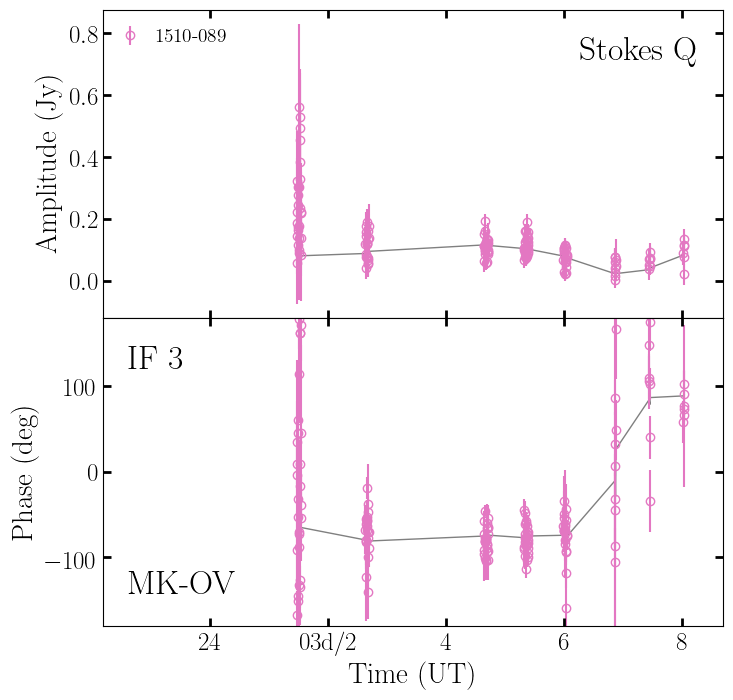 1510-089
Stokes Q
0.8
0.6
0.4
0.2
0.0
Amplitude (Jy)
IF 3
100
0
−100
Phase (deg)
MK-OV
24
03d/2
4
6
8
Time (UT)